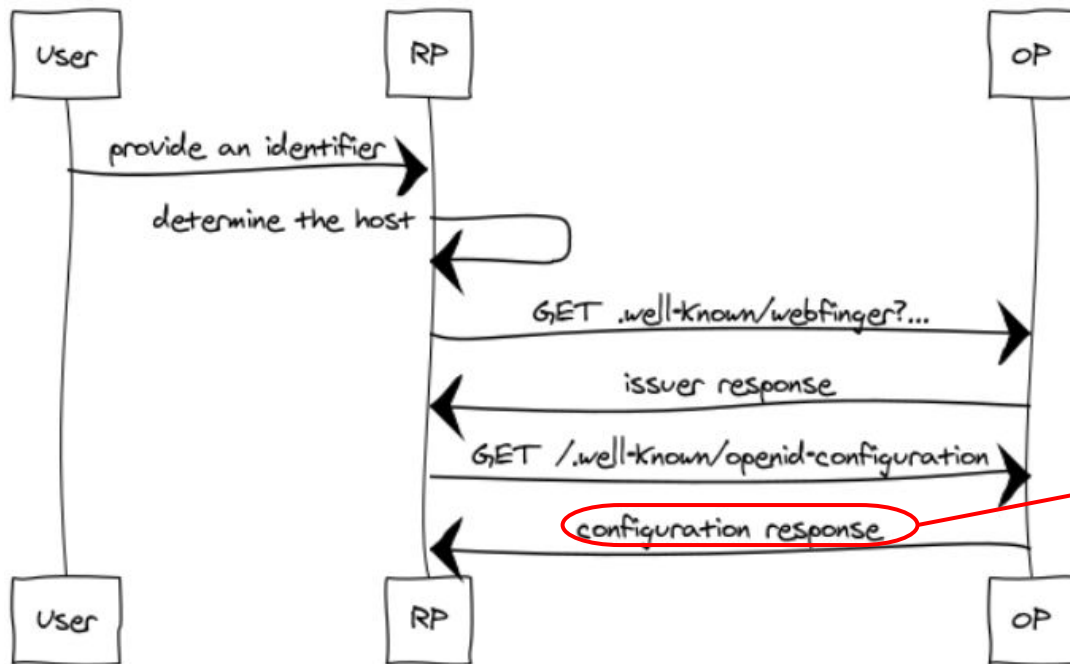 User
RP
OP
provide an identifier
determine the host
GET .well-known/webfinger?...
issuer response
GET /.well-known/openid-configuration
configuration response
User
RP
OP